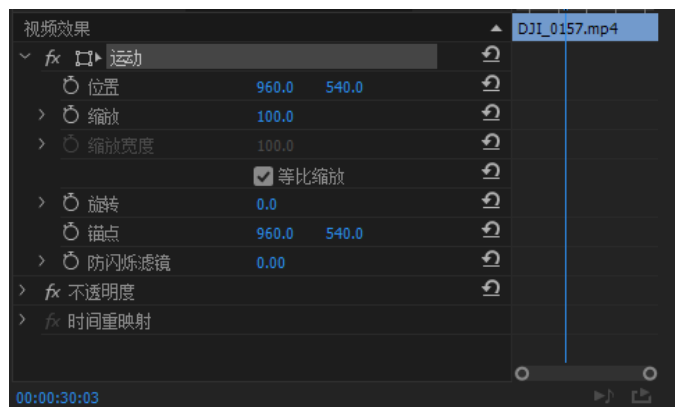 视频效果 DJI_0157.mp4
fx 运动
位置 960.0 540.0
缩放 100.0
缩放宽度 100.0
等比缩放
旋转 0.0
锚点 960.0 540.0
防闪烁滤镜 0.00
fx 不透明度
fx 时间重映射
00:00:30:03